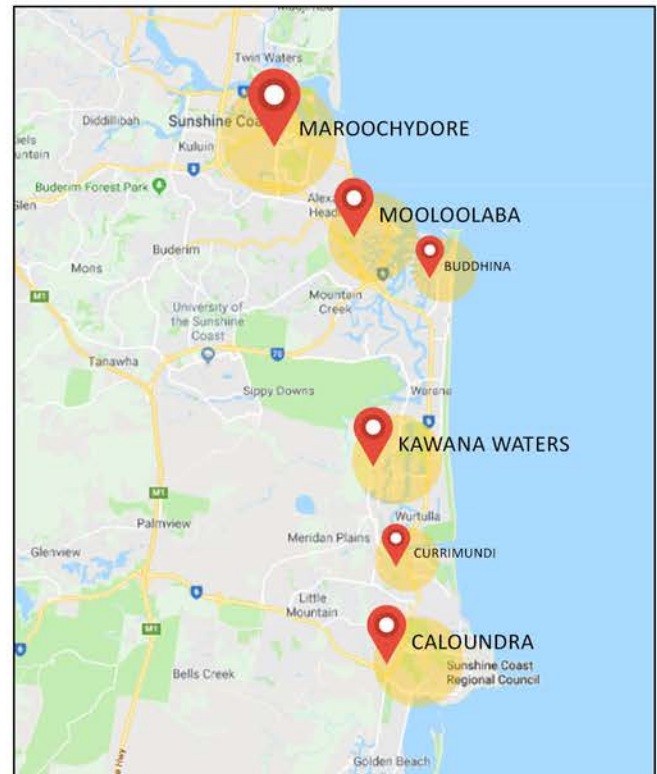 Twin Waters
Diddillibah
Sunshine Coa
MAROOCHYDORE
Kuluin
Buderim Forest Park
Alexa
Head
MOOLOOLABA
Buderim
BUDDHINA
Mons
M1
Mountain
Creek
University of
the Sunshine
Coast
70
Tanawha
Sippy Downs
Warana
KAWANA WATERS
M1
Palmview
Wurtulla
Meridan Plains
CURRIMUNDI
Glenview
Little
Mountain
CALOUNDRA
M1
Sunshine Coast
Regional Council
Bells Creek
Golden Beach